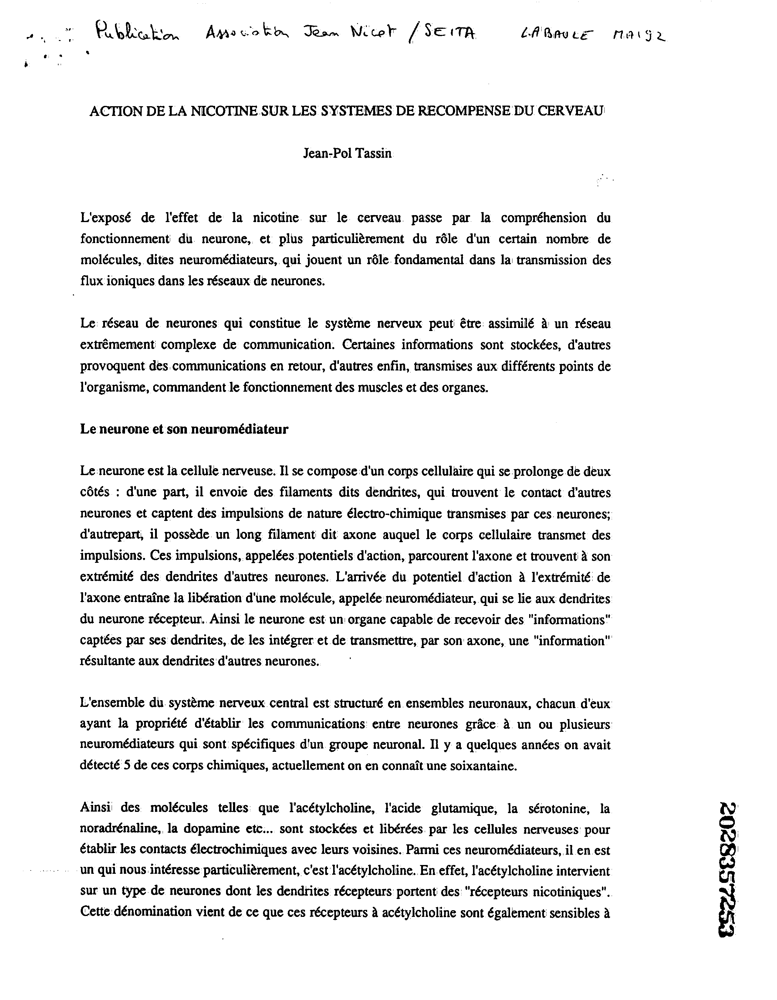 Publication Association Jean Nicot / SEITA LA BAULE MAI 92
ACTION DE LA NICOTINE SUR LES SYSTEMES DE RECOMPENSE DU CERVEAU
Jean-Pol Tassin
L'exposé de l'effet de la nicotine sur le cerveau passe par la compréhension du
fonctionnement du neurone, et plus particulièrement du rôle d'un certain nombre de
molécules, dites neuromédiateurs, qui jouent un rôle fondamental dans la transmission des
flux ioniques dans les réseaux de neurones.
Le réseau de neurones qui constitue le système nerveux peut être assimilé à un réseau
extrêmement complexe de communication. Certaines informations sont stockées, d'autres
provoquent des communications en retour, d'autres enfin, transmises aux différents points de
l'organisme, commandent le fonctionnement des muscles et des organes.
Le neurone et son neuromédiateur
Le neurone est la cellule nerveuse. Il se compose d'un corps cellulaire qui se prolonge de deux
côtés : d'une part, il envoie des filaments dits dendrites, qui trouvent le contact d'autres
neurones et captent des impulsions de nature électro-chimique transmises par ces neurones;
d'autrepart, il possède un long filament dit axone auquel le corps cellulaire transmet des
impulsions. Ces impulsions, appelées potentiels d'action, parcourent l'axone et trouvent à son
extrémité des dendrites d'autres neurones. L'arrivée du potentiel d'action à l'extrémité de
l'axone entraîne la libération d'une molécule, appelée neuromédiateur, qui se lie aux dendrites
du neurone récepteur. Ainsi le neurone est un organe capable de recevoir des "informations"
captées par ses dendrites, de les intégrer et de transmettre, par son axone, une "information"
résultante aux dendrites d'autres neurones.
L'ensemble du système nerveux central est structuré en ensembles neuronaux, chacun d'eux
ayant la propriété d'établir les communications entre neurones grâce à un ou plusieurs
neuromédiateurs qui sont spécifiques d'un groupe neuronal. Il y a quelques années on avait
détecté 5 de ces corps chimiques, actuellement on en connaît une soixantaine.
Ainsi des molécules telles que l'acétylcholine, l'acide glutamique, la sérotonine, la
noradrénaline, la dopamine etc... sont stockées et libérées par les cellules nerveuses pour
établir les contacts électrochimiques avec leurs voisines. Parmi ces neuromédiateurs, il en est
un qui nous intéresse particulièrement, c'est l'acétylcholine. En effet, l'acétylcholine intervient
sur un type de neurones dont les dendrites récepteurs portent des "récepteurs nicotiniques".
Cette dénomination vient de ce que ces récepteurs à acétylcholine sont également sensibles à
2028357253